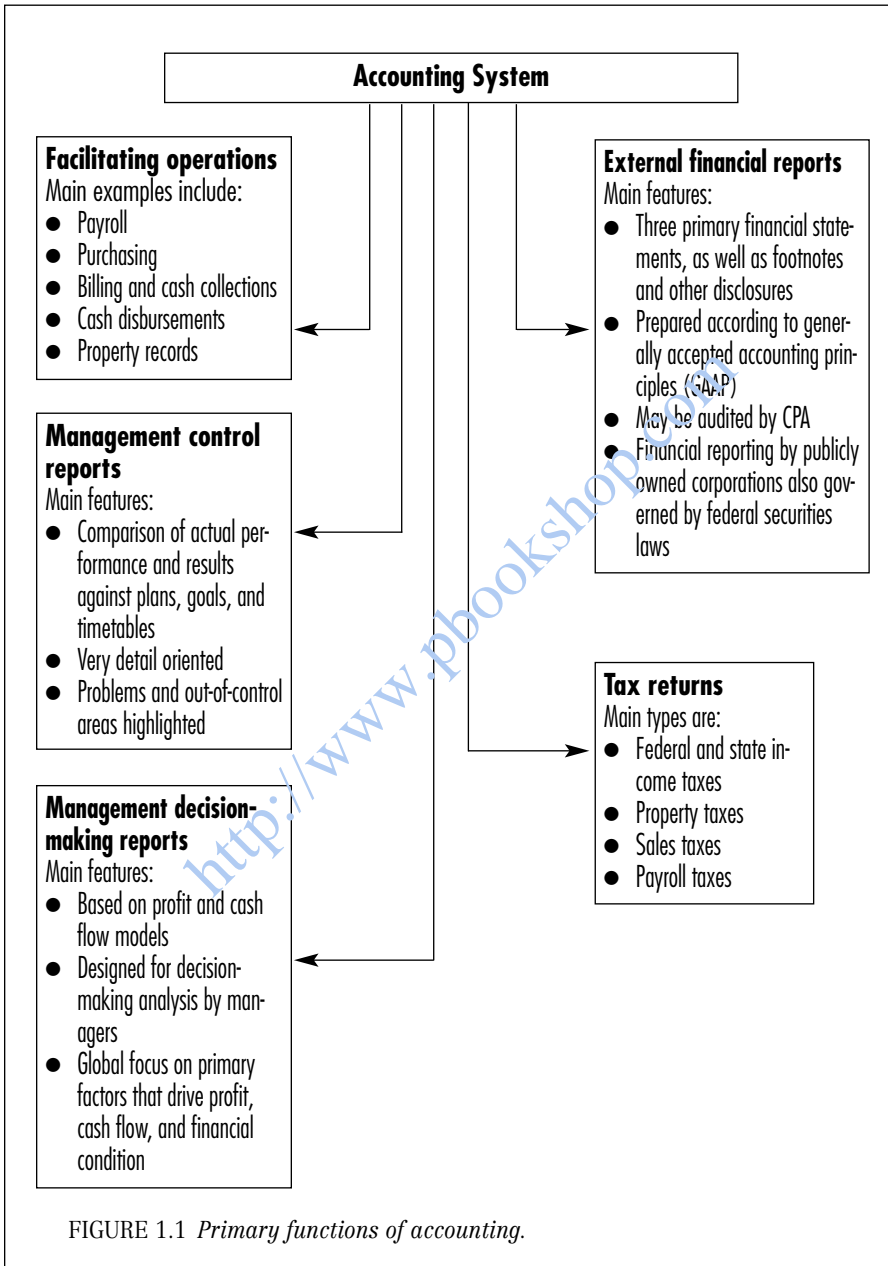 Accounting System
Facilitating operations
Main examples include:
● Payroll
● Purchasing
● Billing and cash collections
● Cash disbursements
● Property records
Management control
reports
Main features:
● Comparison of actual per-
formance and results
against plans, goals, and
timetables
● Very detail oriented
● Problems and out-of-control
areas highlighted
Management decision-
making reports
Main features:
● Based on profit and cash
flow models
● Designed for decision-
making analysis by man-
agers
● Global focus on primary
factors that drive profit,
cash flow, and financial
condition
External financial reports
Main features:
● Three primary financial state-
ments, as well as footnotes
and other disclosures
● Prepared according to gener-
ally accepted accounting prin-
ciples (GAAP)
● May be audited by CPA
● Financial reporting by publicly
owned corporations also gov-
erned by federal securities
laws
Tax returns
Main types are:
● Federal and state in-
come taxes
● Property taxes
● Sales taxes
● Payroll taxes
http://www.pbookshop.com
FIGURE 1.1 Primary functions of accounting.